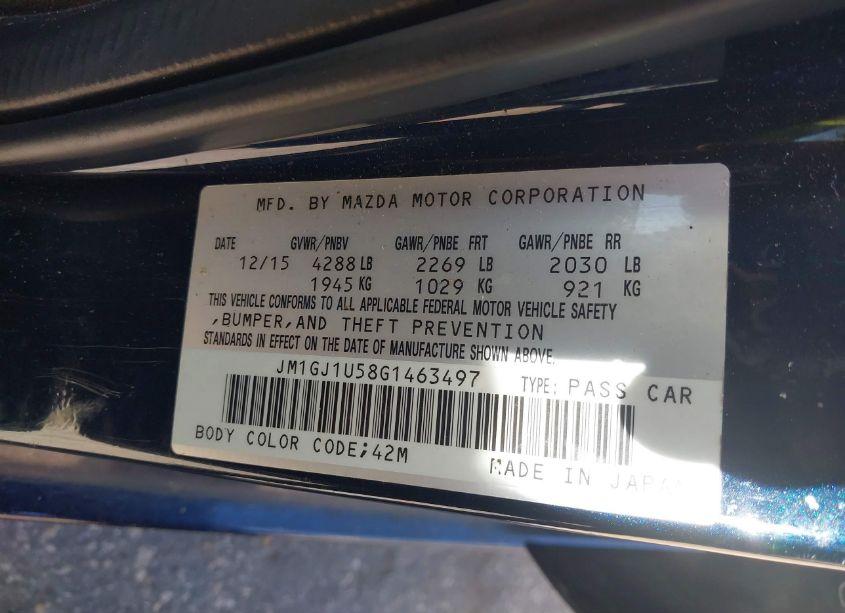 MFD. BY MAZDA MOTOR CORPORATION
DATE GVWR/PNBV GAWR/PNBE FRT GAWR/PNBE RR
12/15 4288 LB 2269 LB 2030 LB
1945 KG 1029 KG 921 KG
THIS VEHICLE CONFORMS TO ALL APPLICABLE FEDERAL MOTOR VEHICLE SAFETY
,BUMPER,AND THEFT PREVENTION
STANDARDS IN EFFECT ON THE DATE OF MANUFACTURE SHOWN ABOVE.
JM1GJ1U58G1463497 TYPE: PASS CAR
BODY COLOR CODE;42M MADE IN JAPAN